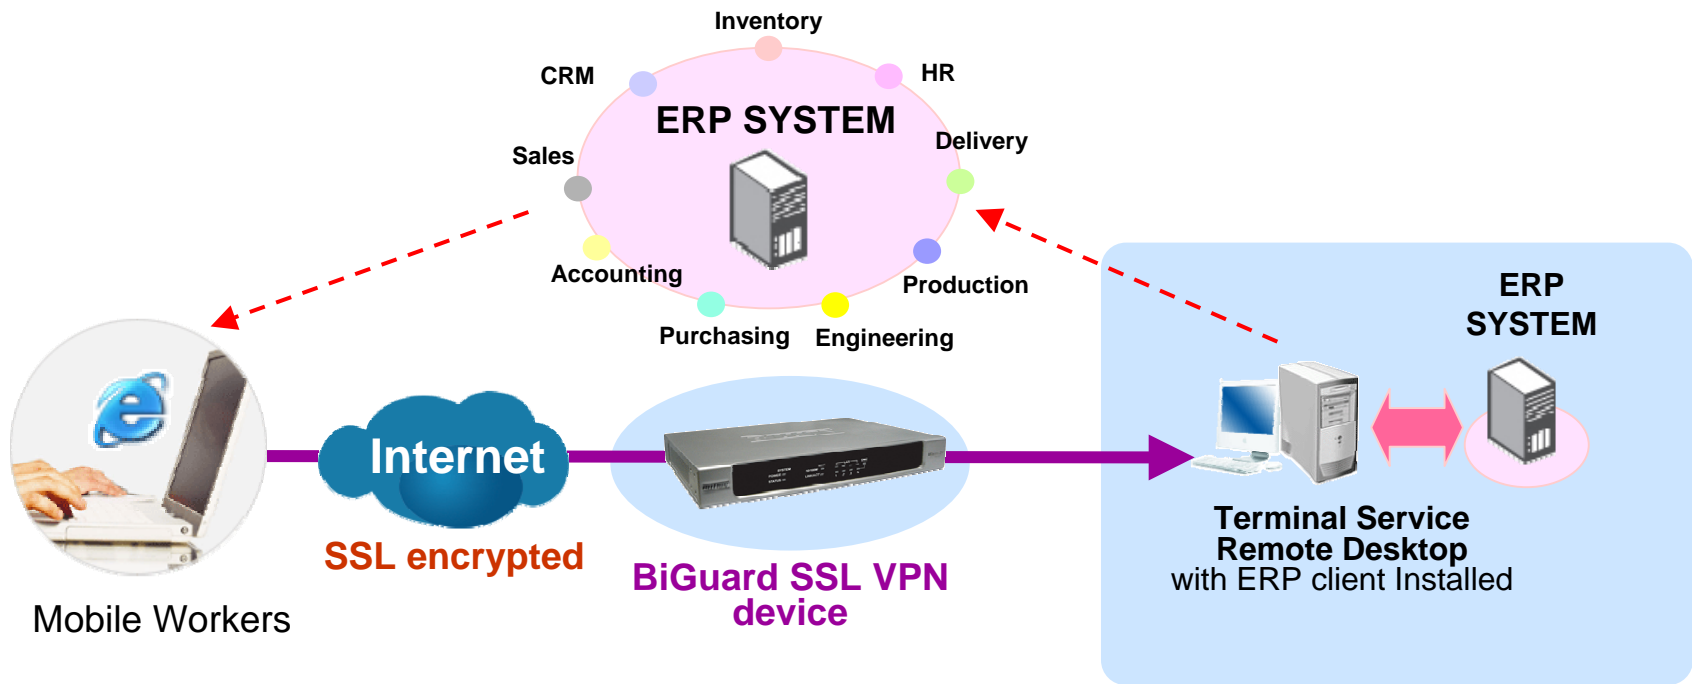 Inventory
CRM
HR
ERP SYSTEM
Sales
Delivery
Accounting
Production
Purchasing
Engineering
ERP
SYSTEM
Internet
SSL encrypted
BiGuard SSL VPN
device
Mobile Workers
Terminal Service
Remote Desktop
with ERP client Installed